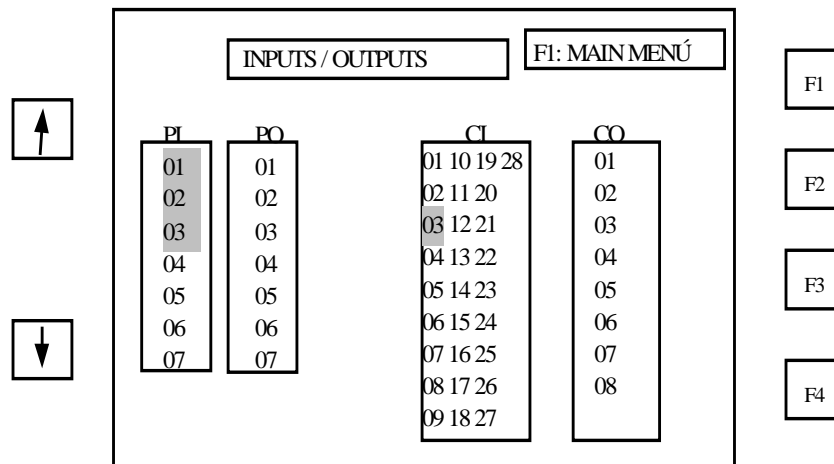 INPUTS / OUTPUTS
F1: MAIN MENÚ
PI
01
02
03
04
05
06
07
PO
01
02
03
04
05
06
07
CI
01 10 19 28
02 11 20
03 12 21
04 13 22
05 14 23
06 15 24
07 16 25
08 17 26
09 18 27
CO
01
02
03
04
05
06
07
08
F1
F2
F3
F4